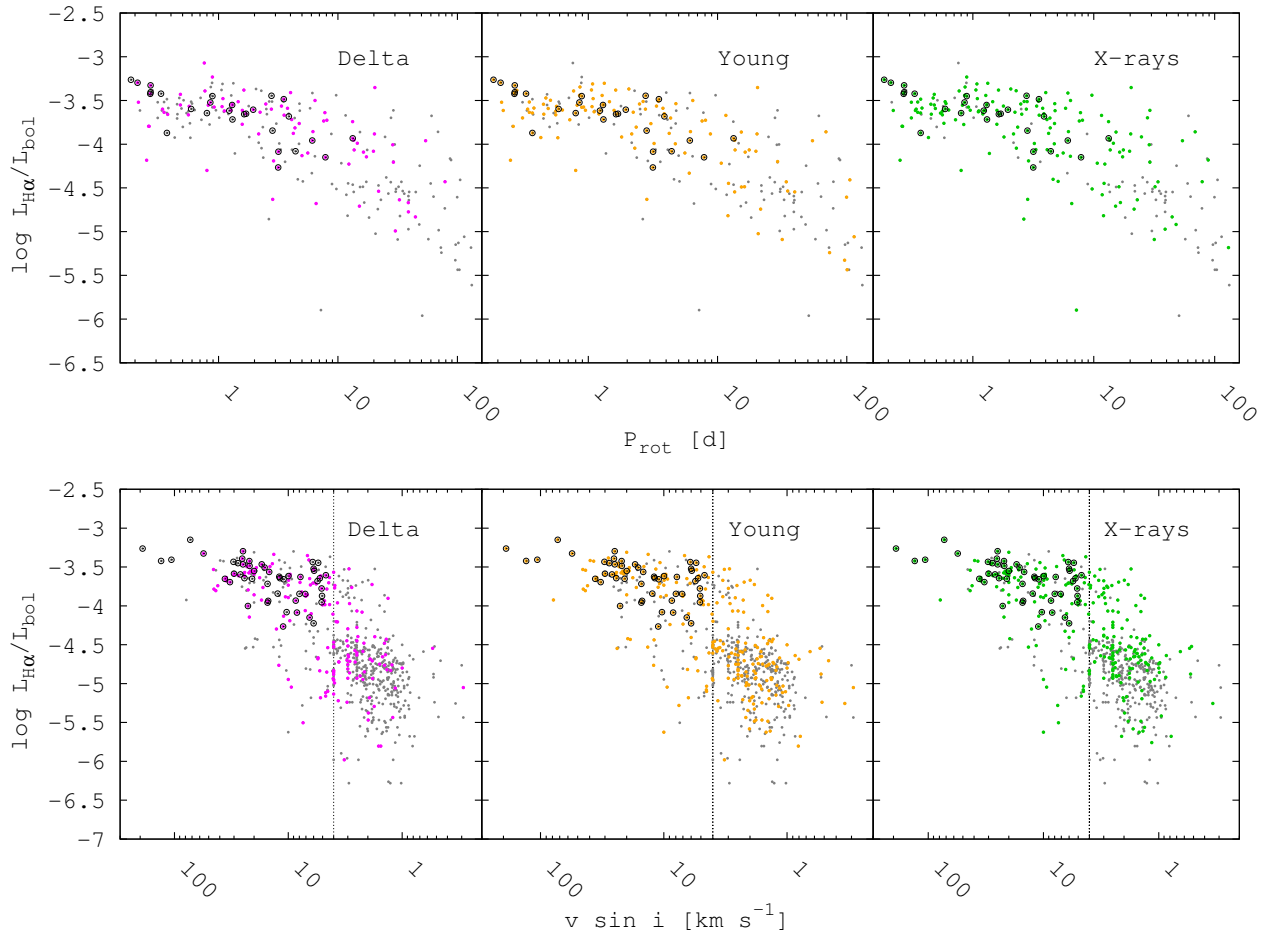 -2.5
-3
-3.5
-4
-4.5
-5
-5.5
-6
-6.5
log L_Hα/L_bol
Delta
Young
X-rays
1 10 100 1 10 100 1 10 100
P_rot [d]
-2.5
-3
-3.5
-4
-4.5
-5
-5.5
-6
-6.5
-7
log L_Hα/L_bol
Delta
Young
X-rays
100 10 1 100 10 1 100 10 1
v sin i [km s⁻¹]